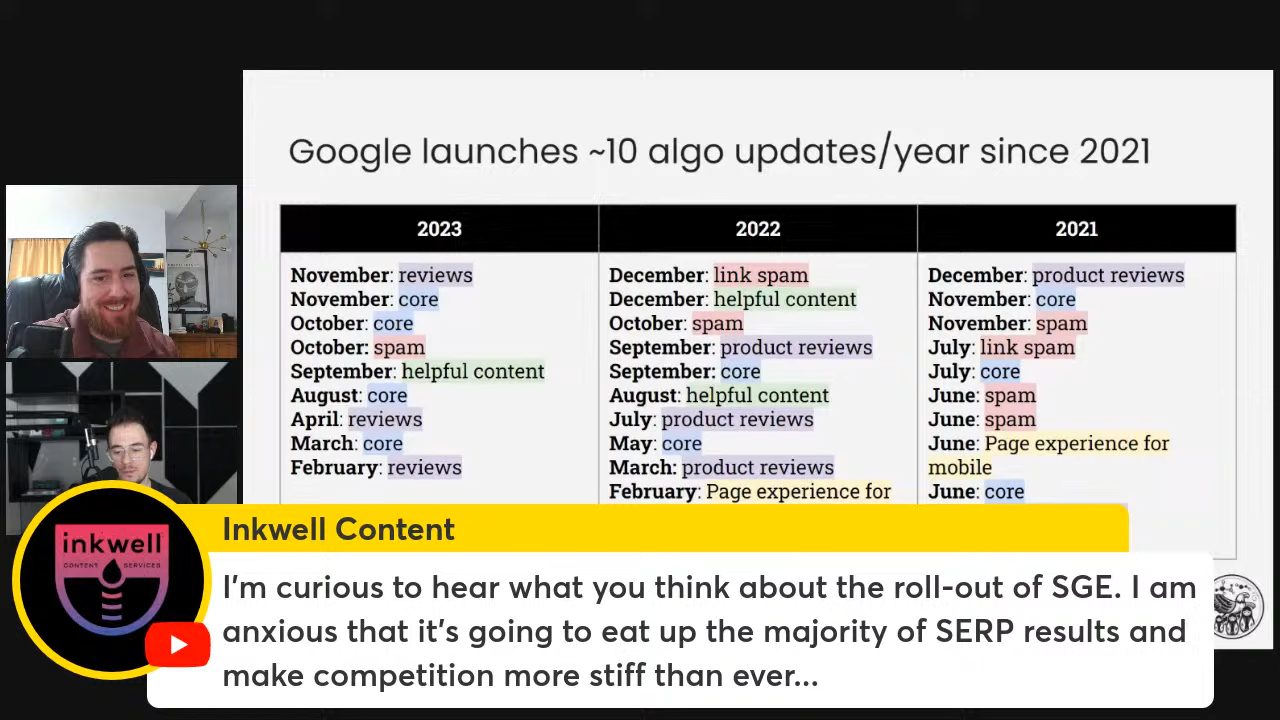 Google launches ~10 algo updates/year since 2021
2023
November: reviews
November: core
October: core
October: spam
September: helpful content
August: core
April: reviews
March: core
February: reviews
2022
December: link spam
December: helpful content
October: spam
September: product reviews
September: core
August: helpful content
July: product reviews
May: core
March: product reviews
February: Page experience for
2021
December: product reviews
November: core
November: spam
July: link spam
July: core
June: spam
June: spam
June: Page experience for
mobile
June: core
inkwell
CONTENT SERVICES
Inkwell Content
I'm curious to hear what you think about the roll-out of SGE. I am
anxious that it's going to eat up the majority of SERP results and
make competition more stiff than ever...